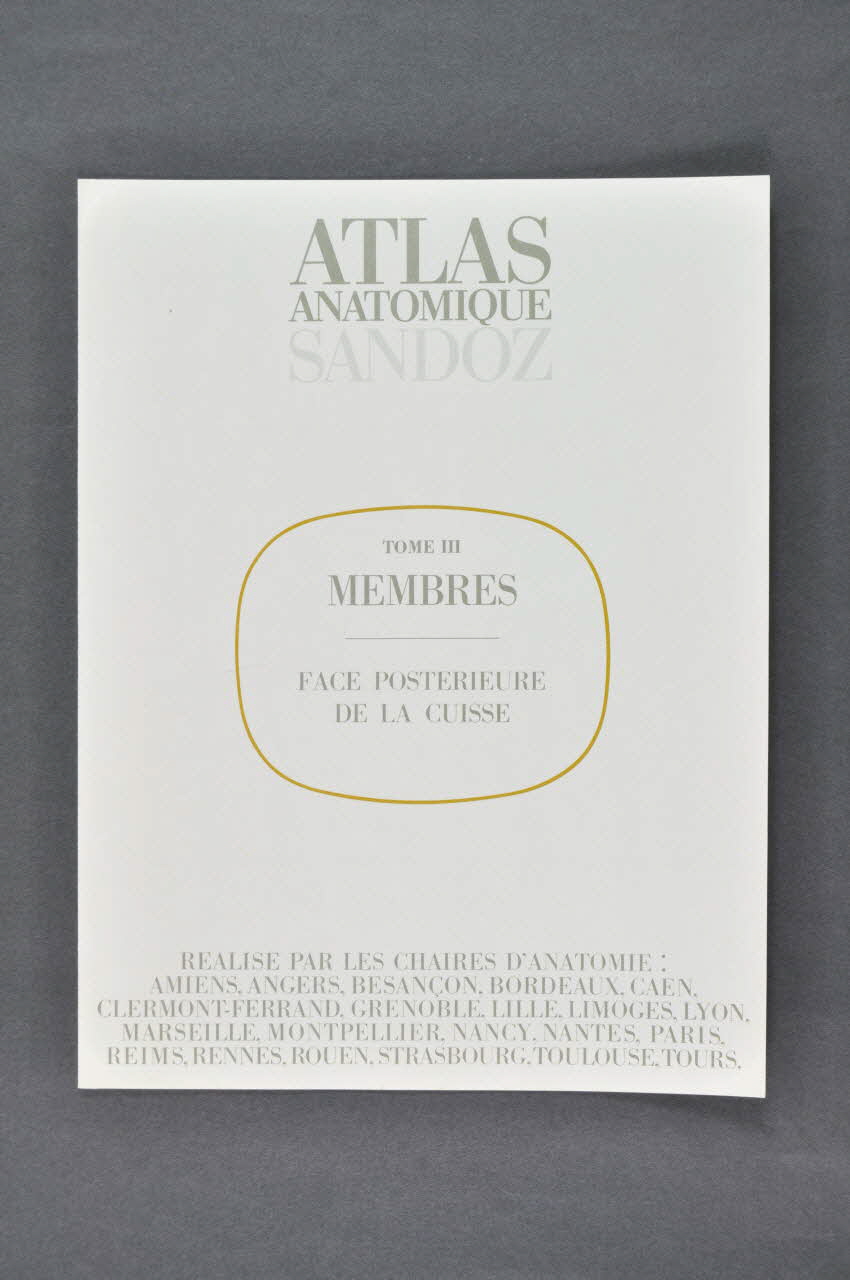 ATLAS
ANATOMIQUE
SANDOZ
TOME III
MEMBRES
FACE POSTERIEURE
DE LA CUISSE
REALISE PAR LES CHAIRES D'ANATOMIE :
AMIENS, ANGERS, BESANÇON, BORDEAUX, CAEN,
CLERMONT-FERRAND, GRENOBLE, LILLE, LIMOGES, LYON,
MARSEILLE, MONTPELLIER, NANCY, NANTES, PARIS,
REIMS, RENNES, ROUEN, STRASBOURG, TOULOUSE, TOURS,